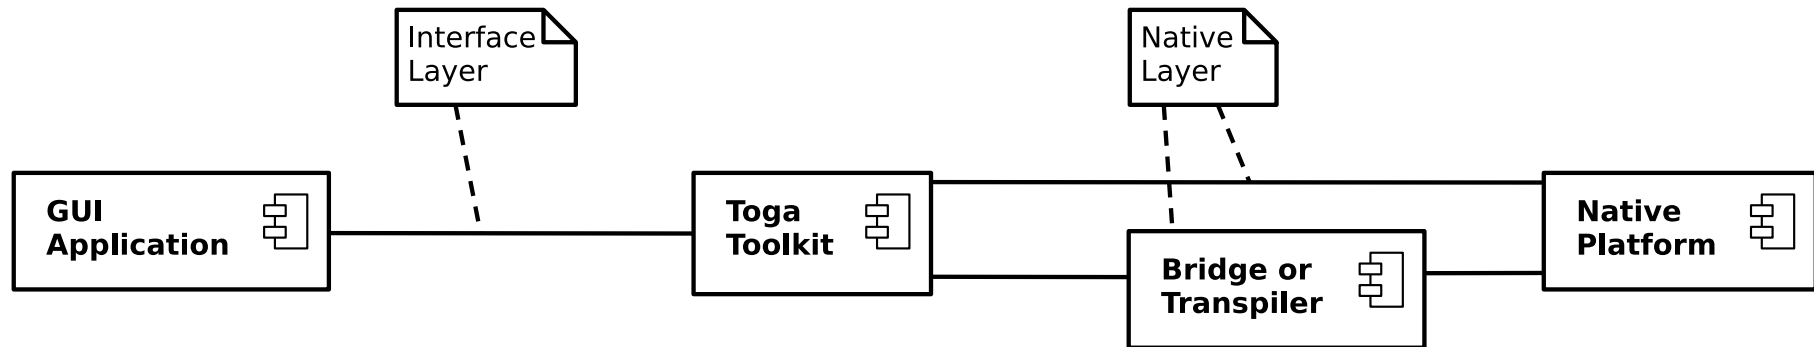 Interface
Layer
Native
Layer
GUI
Application
Toga
Toolkit
Bridge or
Transpiler
Native
Platform